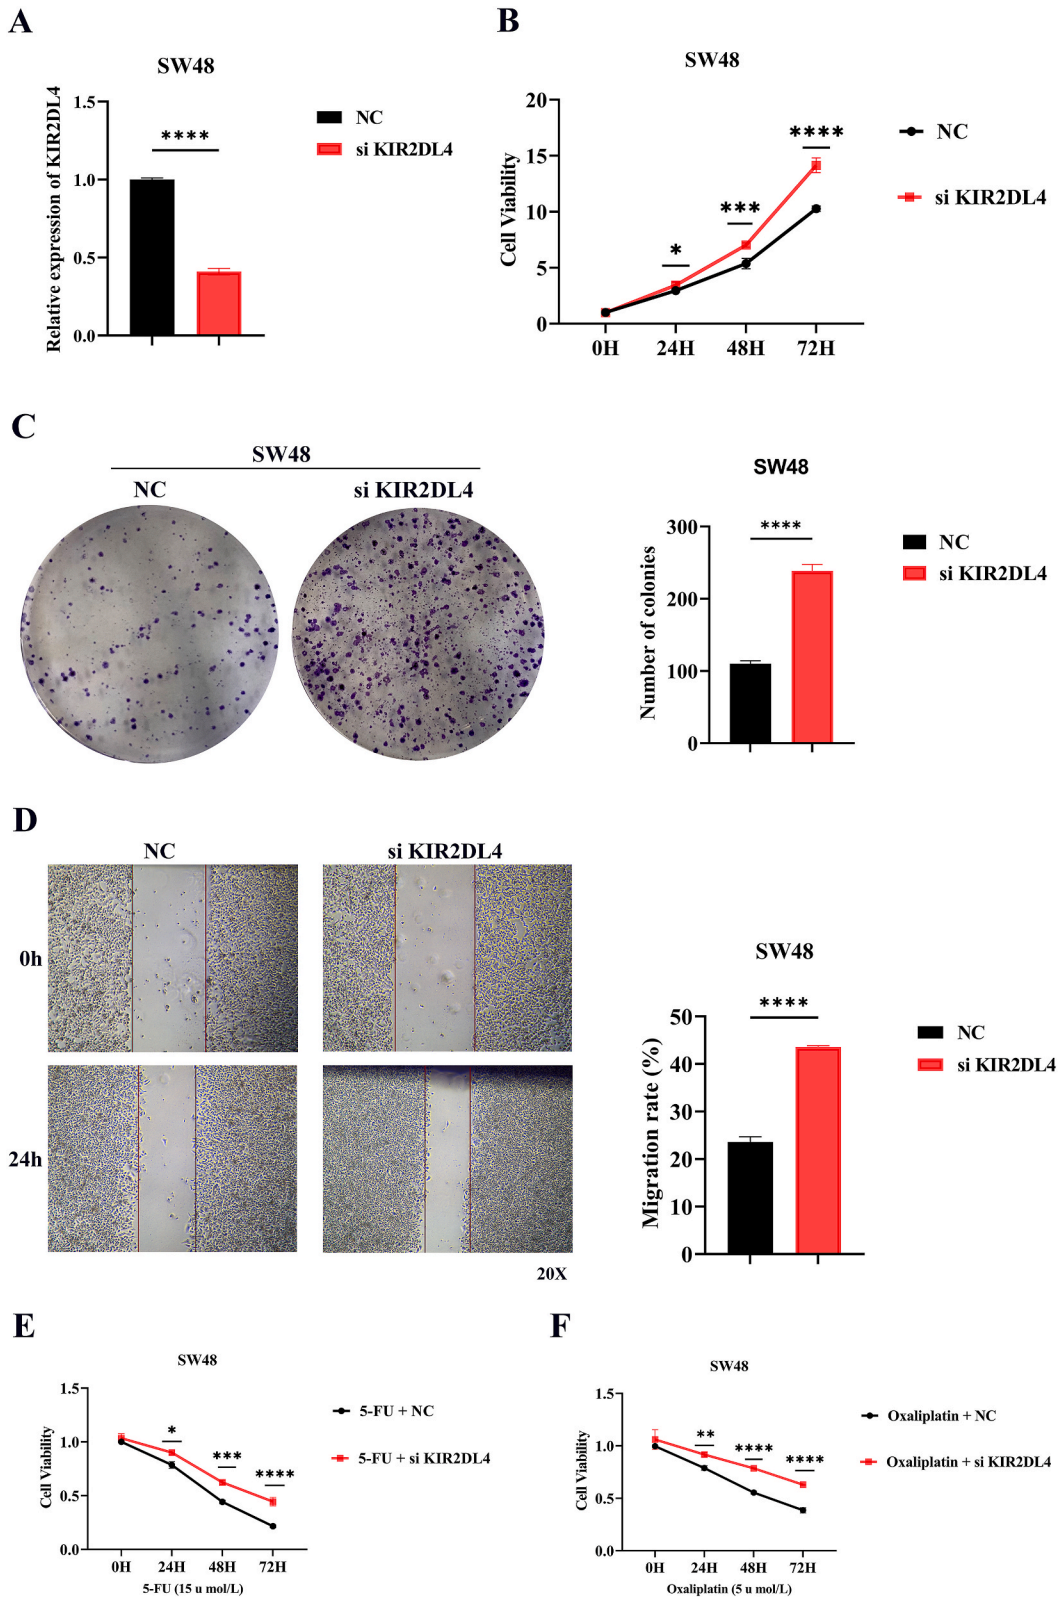 A
SW48
Relative expression of KIR2DL4
1.5
1.0
0.5
0.0
****
NC
si KIR2DL4
B
SW48
Cell Viability
20
15
10
5
0
*
***
****
0H 24H 48H 72H
NC
si KIR2DL4
C
SW48
NC si KIR2DL4
SW48
Number of colonies
300
200
100
0
****
NC
si KIR2DL4
D
NC si KIR2DL4
0h
24h
20X
SW48
Migration rate (%)
50
40
30
20
10
0
****
NC
si KIR2DL4
E
SW48
Cell Viability
1.5
1.0
0.5
0.0
*
***
****
0H 24H 48H 72H
5-FU (15 u mol/L)
5-FU + NC
5-FU + si KIR2DL4
F
SW48
Cell Viability
1.5
1.0
0.5
0.0
**
****
****
0H 24H 48H 72H
Oxaliplatin (5 u mol/L)
Oxaliplatin + NC
Oxaliplatin + si KIR2DL4